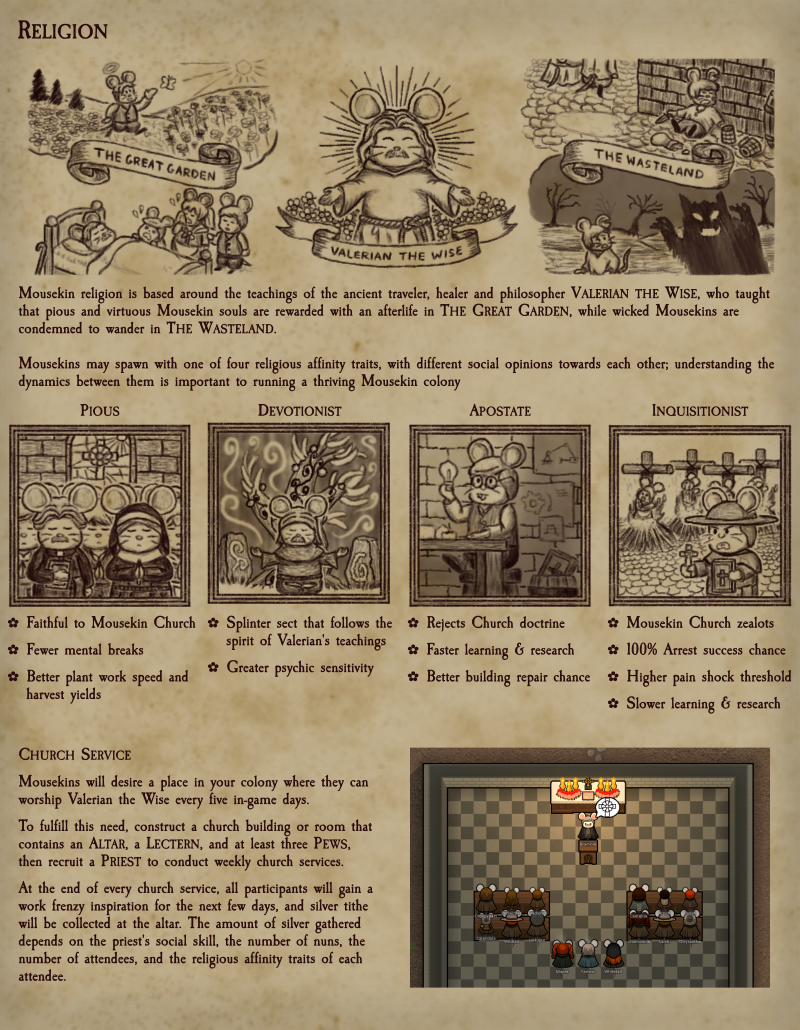 RELIGION
THE GREAT GARDEN
VALERIAN THE WISE
THE WASTELAND
Mousekin religion is based around the teachings of the ancient traveler, healer and philosopher VALERIAN THE WISE, who taught
that pious and virtuous Mousekin souls are rewarded with an afterlife in THE GREAT GARDEN, while wicked Mousekins are
condemned to wander in THE WASTELAND.
Mousekins may spawn with one of four religious affinity traits, with different social opinions towards each other; understanding the
dynamics between them is important to running a thriving Mousekin colony
PIOUS
✿ Faithful to Mousekin Church
✿ Fewer mental breaks
✿ Better plant work speed and
harvest yields
DEVOTIONIST
✿ Splinter sect that follows the
spirit of Valerian's teachings
✿ Greater psychic sensitivity
APOSTATE
✿ Rejects Church doctrine
✿ Faster learning & research
✿ Better building repair chance
INQUISITIONIST
✿ Mousekin Church zealots
✿ 100% Arrest success chance
✿ Higher pain shock threshold
✿ Slower learning & research
CHURCH SERVICE
Mousekins will desire a place in your colony where they can
worship Valerian the Wise every five in-game days.
To fulfill this need, construct a church building or room that
contains an ALTAR, a LECTERN, and at least three PEWS,
then recruit a PRIEST to conduct weekly church services.
At the end of every church service, all participants will gain a
work frenzy inspiration for the next few days, and silver tithe
will be collected at the altar. The amount of silver gathered
depends on the priest's social skill, the number of nuns, the
number of attendees, and the religious affinity traits of each
attendee.